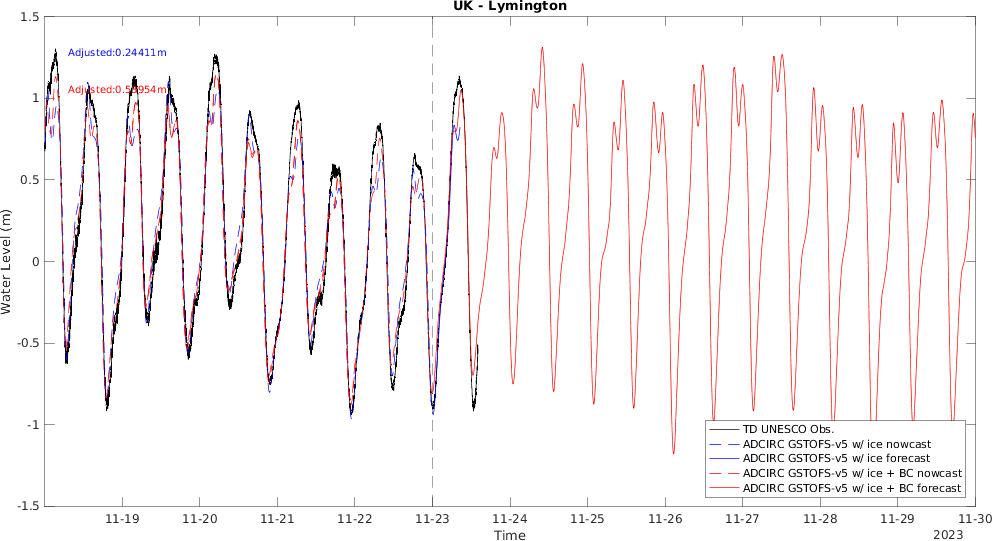 UK - Lymington
1.5
1
0.5
0
-0.5
-1
-1.5
Water Level (m)
Adjusted:0.24411m
TD UNESCO Obs.
ADCIRC GSTOFS-v5 w/ ice nowcast
ADCIRC GSTOFS-v5 w/ ice forecast
ADCIRC GSTOFS-v5 w/ ice + BC nowcast
ADCIRC GSTOFS-v5 w/ ice + BC forecast
11-19 11-20 11-21 11-22 11-23 11-24 11-25 11-26 11-27 11-28 11-29 11-30
Time
2023